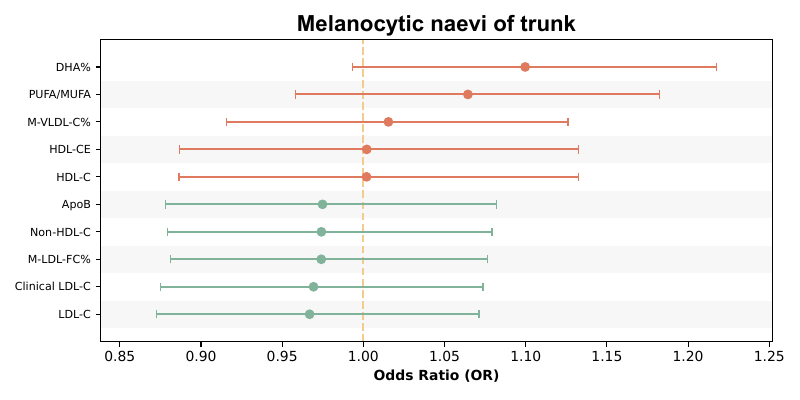 Melanocytic naevi of trunk
DHA%
PUFA/MUFA
M-VLDL-C%
HDL-CE
HDL-C
ApoB
Non-HDL-C
M-LDL-FC%
Clinical LDL-C
LDL-C
0.85 0.90 0.95 1.00 1.05 1.10 1.15 1.20 1.25
Odds Ratio (OR)